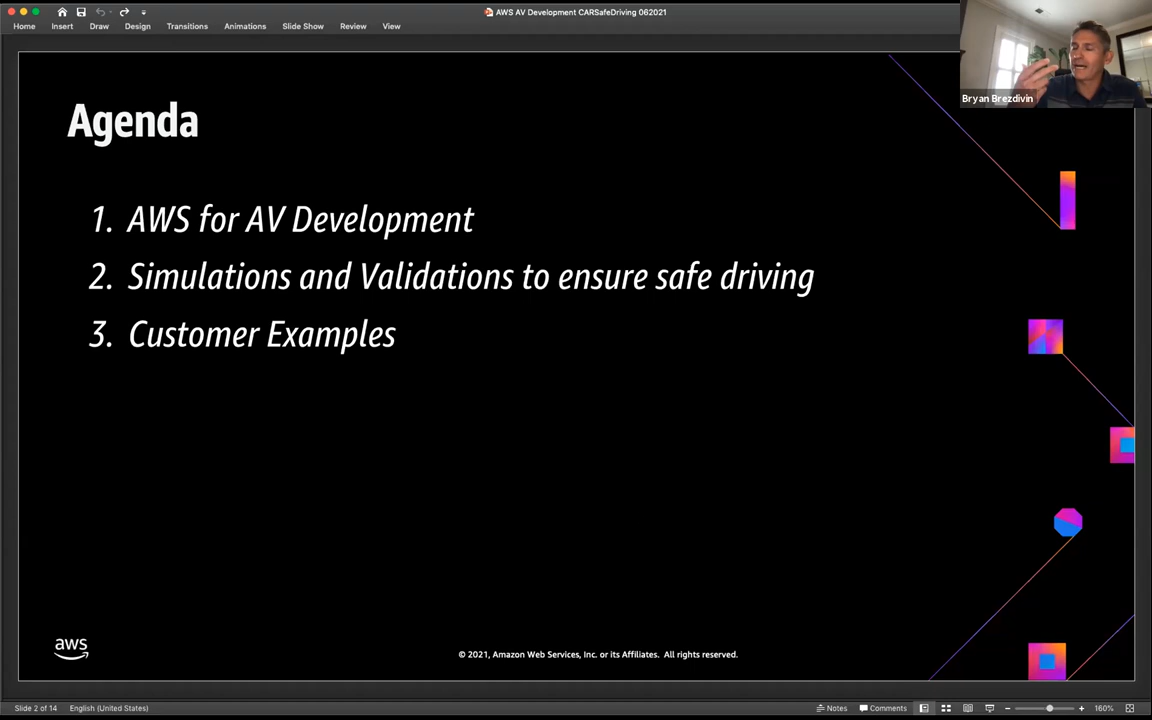 AWS AV Development CARSafeDriving 062021
Home Insert Draw Design Transitions Animations Slide Show Review View
Bryan Brezdivin
Agenda
1. AWS for AV Development
2. Simulations and Validations to ensure safe driving
3. Customer Examples
aws
© 2021, Amazon Web Services, Inc. or its Affiliates. All rights reserved.
Slide 2 of 14 English (United States) Notes Comments 160%